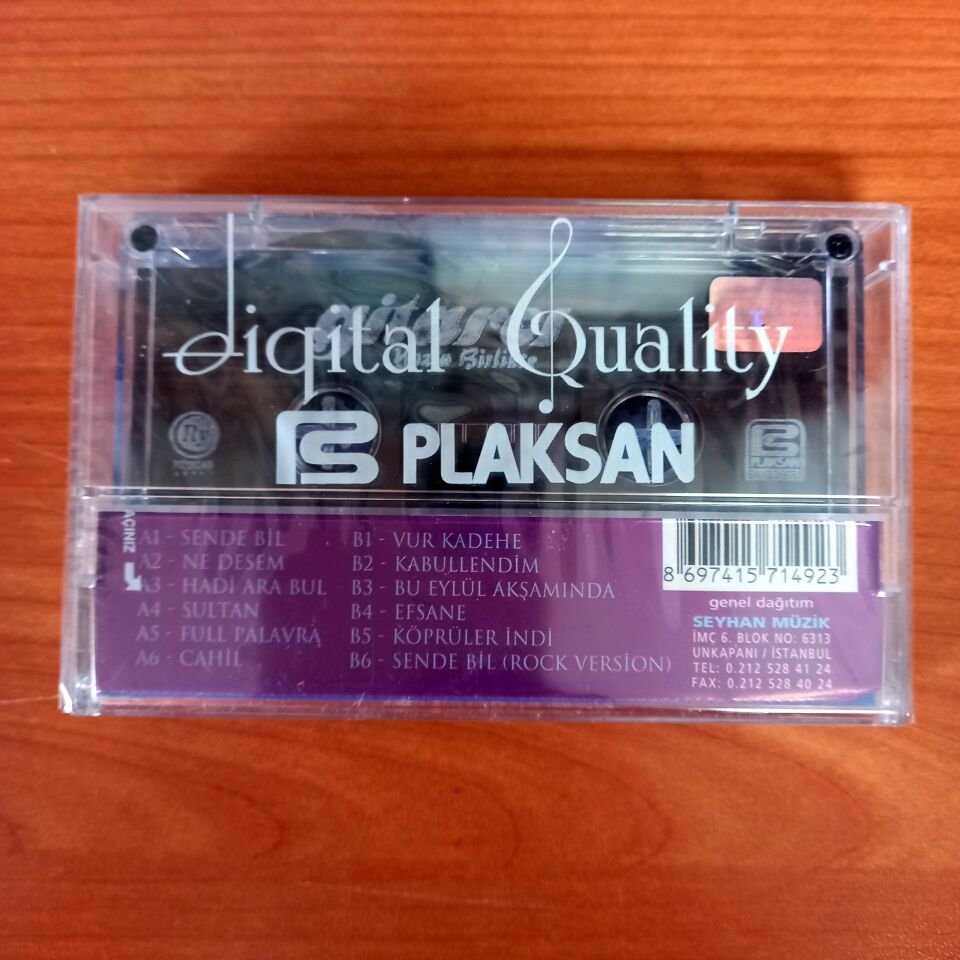 Digital Quality
PLAKSAN
PLAKSAN
AÇINIZ
A1 - SENDE BİL
A2 - NE DESEM
A3 - HADİ ARA BUL
A4 - SULTAN
A5 - FULL PALAVRA
A6 - CAHİL
B1 - VUR KADEHE
B2 - KABULLENDİM
B3 - BU EYLÜL AKŞAMINDA
B4 - EFSANE
B5 - KÖPRÜLER İNDİ
B6 - SENDE BİL (ROCK VERSİON)
8 697415 714923
genel dağıtım
SEYHAN MÜZİK
İMÇ 6. BLOK NO: 6313
UNKAPANI / İSTANBUL
TEL: 0.212 528 41 24
FAX: 0.212 528 40 24